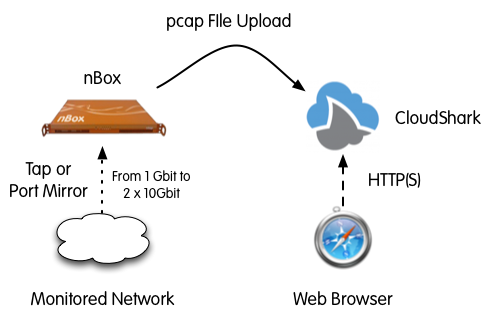 pcap FIle Upload
nBox
nBox
CloudShark
Tap or
Port Mirror
From 1 Gbit to
2 x 10Gbit
HTTP(S)
Monitored Network
Web Browser